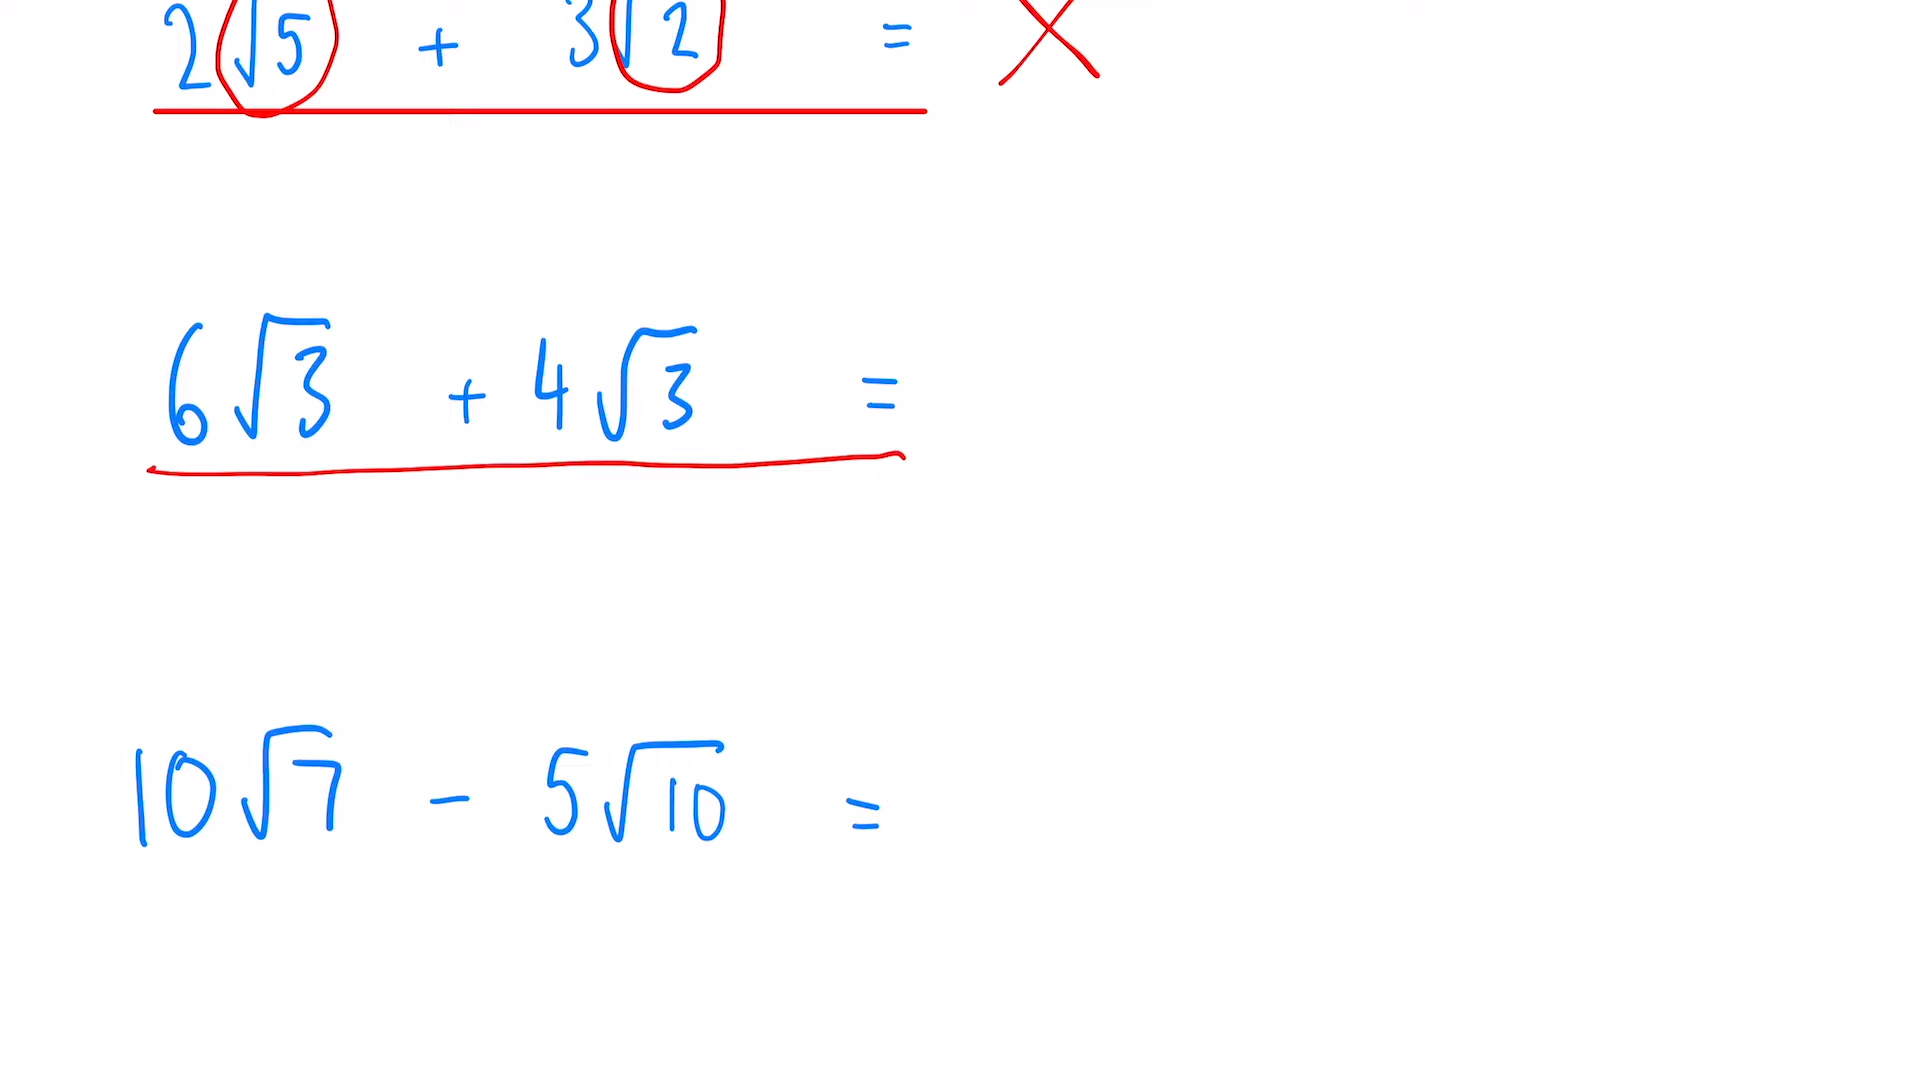 2√5 + 3√2 = X
6√3 + 4√3 =
10√7 - 5√10 =